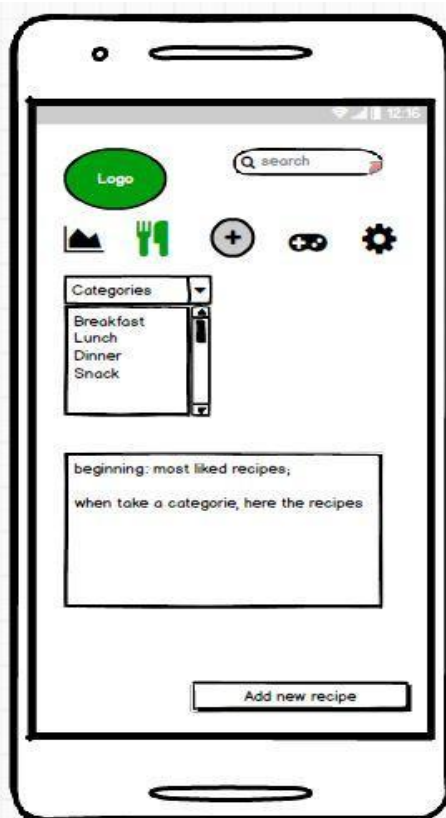 12:16
Logo
search
Categories
Breakfast
Lunch
Dinner
Snack
beginning: most liked recipes;
when take a categorie, here the recipes
Add new recipe